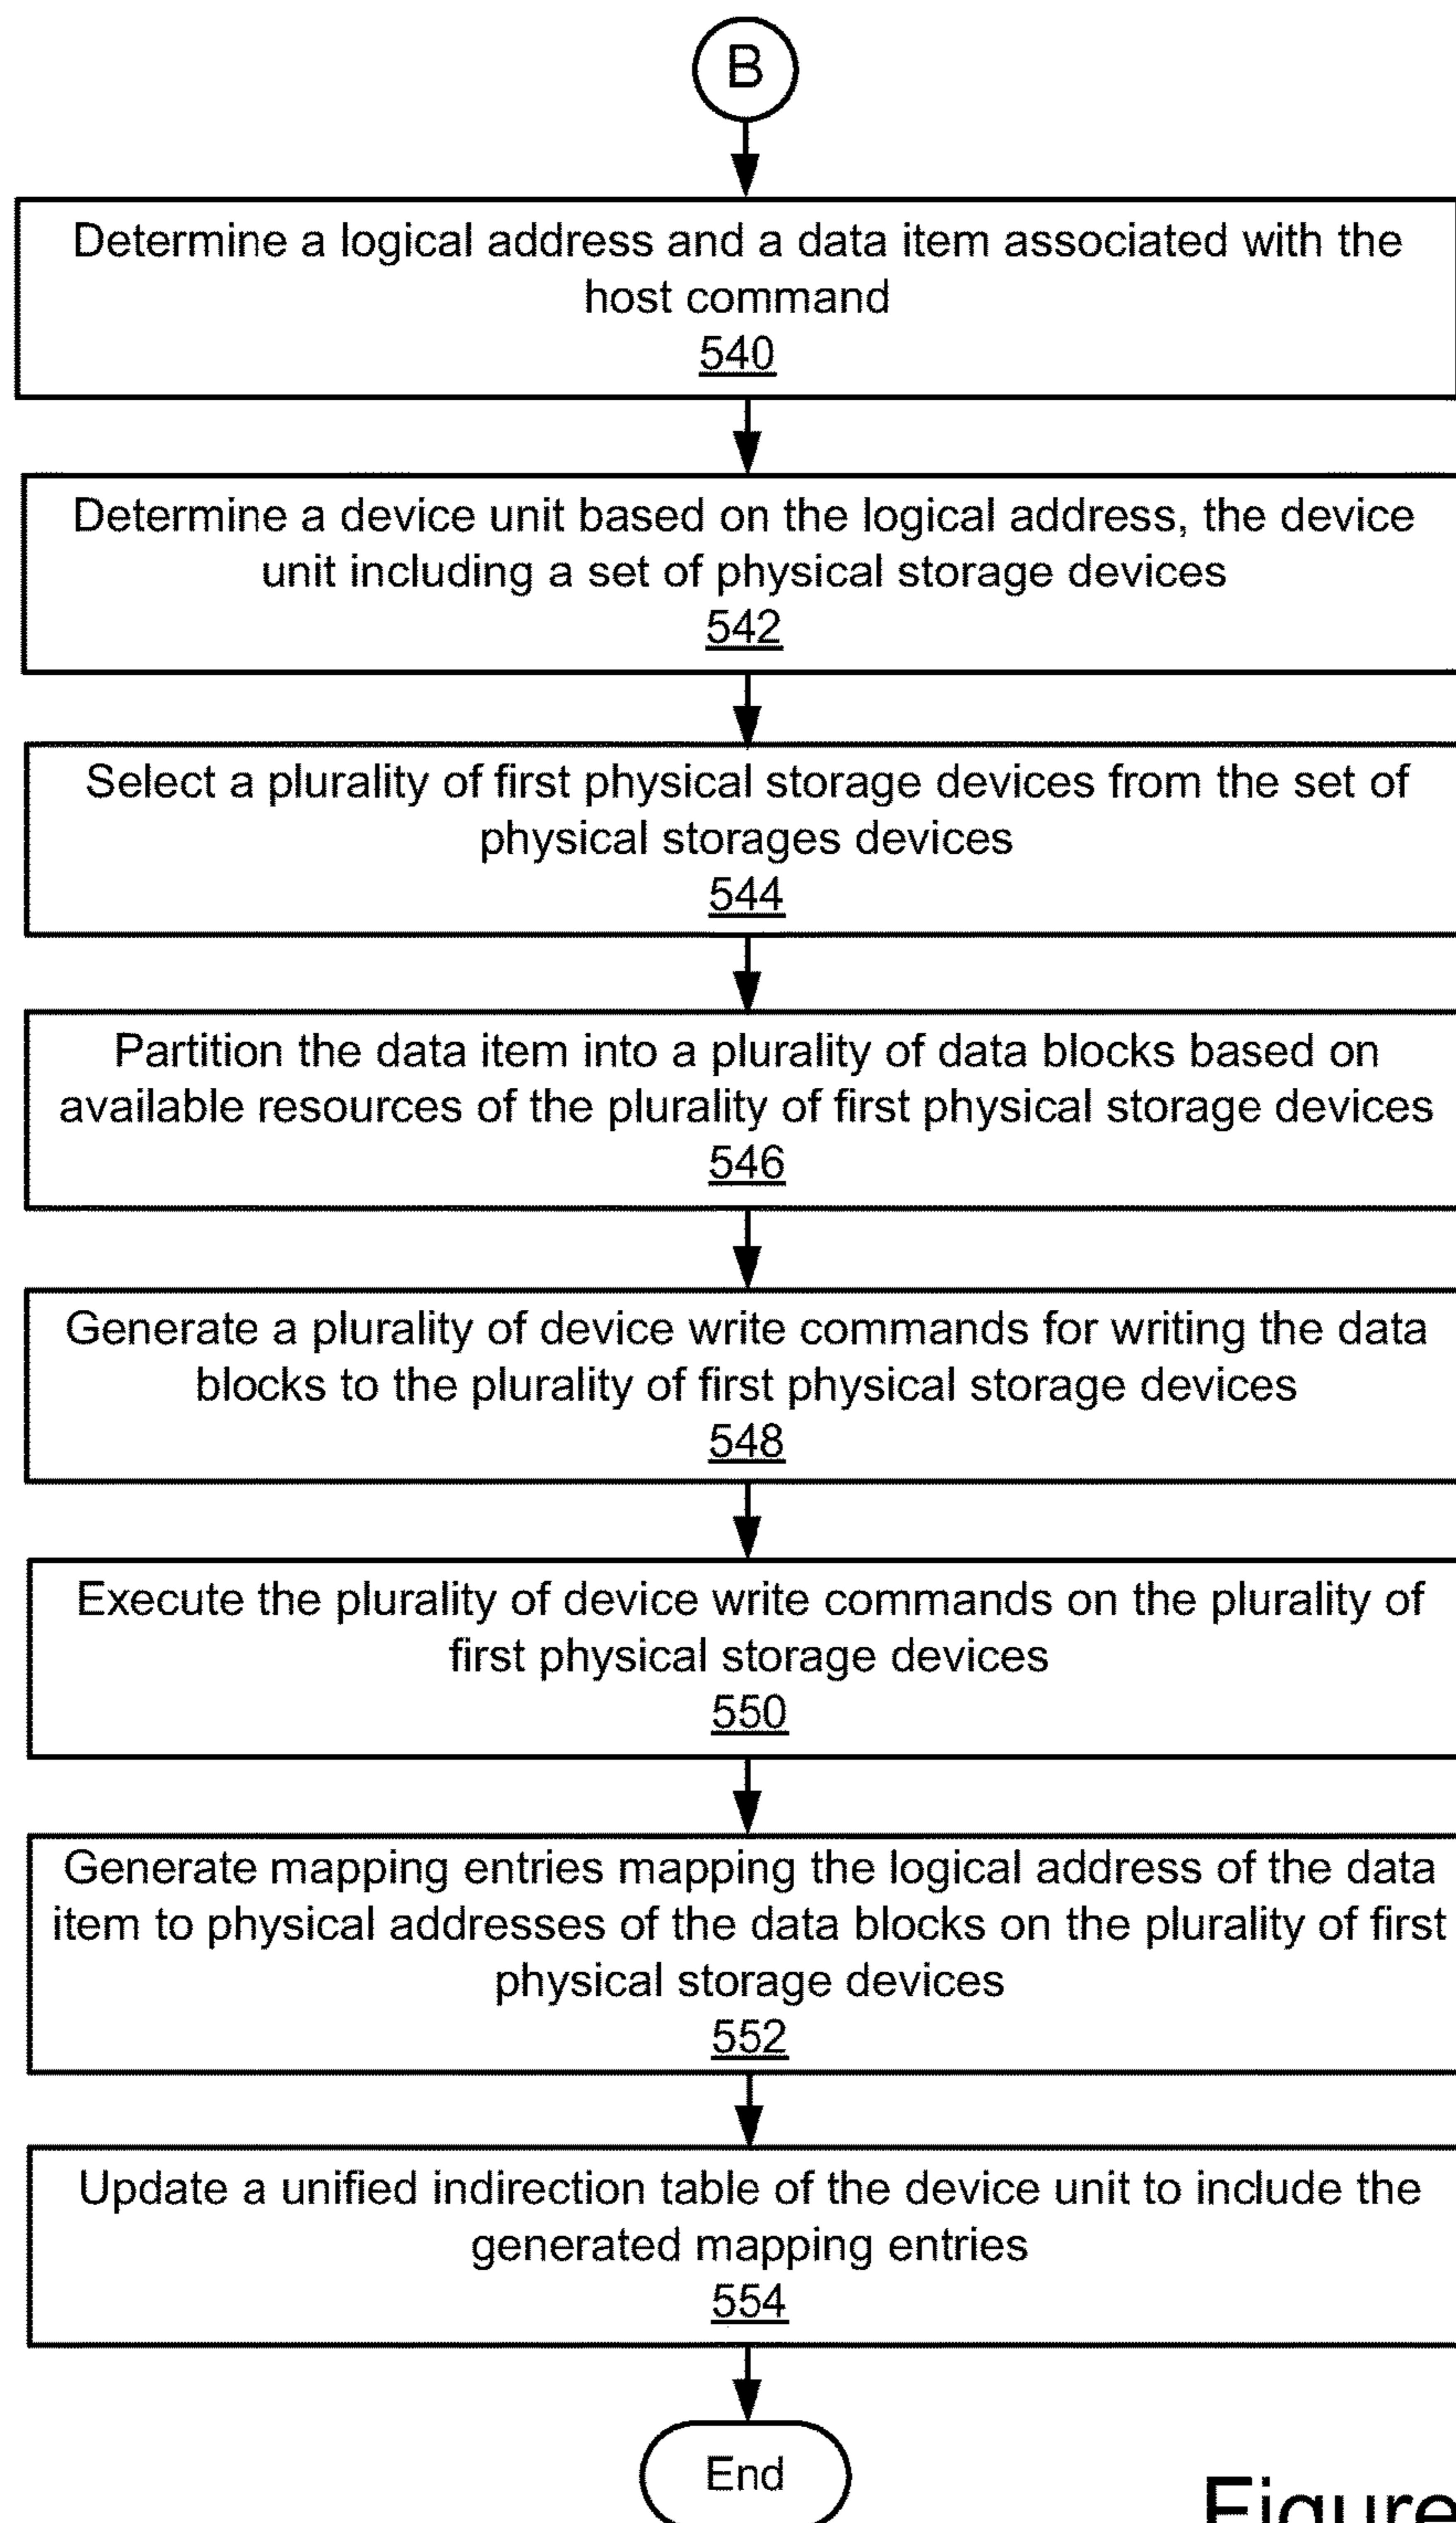 B
Determine a logical address and a data item associated with the
host command
540
Determine a device unit based on the logical address, the device
unit including a set of physical storage devices
542
Select a plurality of first physical storage devices from the set of
physical storages devices
544
Partition the data item into a plurality of data blocks based on
available resources of the plurality of first physical storage devices
546
Generate a plurality of device write commands for writing the data
blocks to the plurality of first physical storage devices
548
Execute the plurality of device write commands on the plurality of
first physical storage devices
550
Generate mapping entries mapping the logical address of the data
item to physical addresses of the data blocks on the plurality of first
physical storage devices
552
Update a unified indirection table of the device unit to include the
generated mapping entries
554
End
Figure